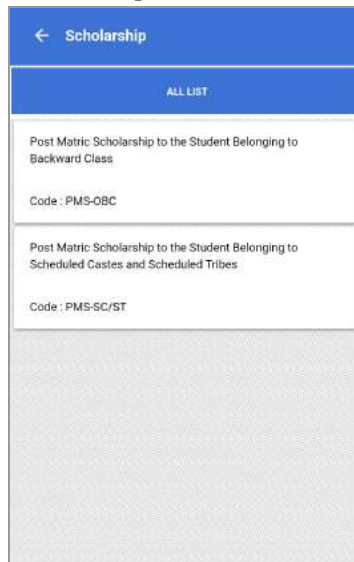 Scholarship
ALL LIST
Post Matric Scholarship to the Student Belonging to
Backward Class
Code : PMS-OBC
Post Matric Scholarship to the Student Belonging to
Scheduled Castes and Scheduled Tribes
Code : PMS-SC/ST